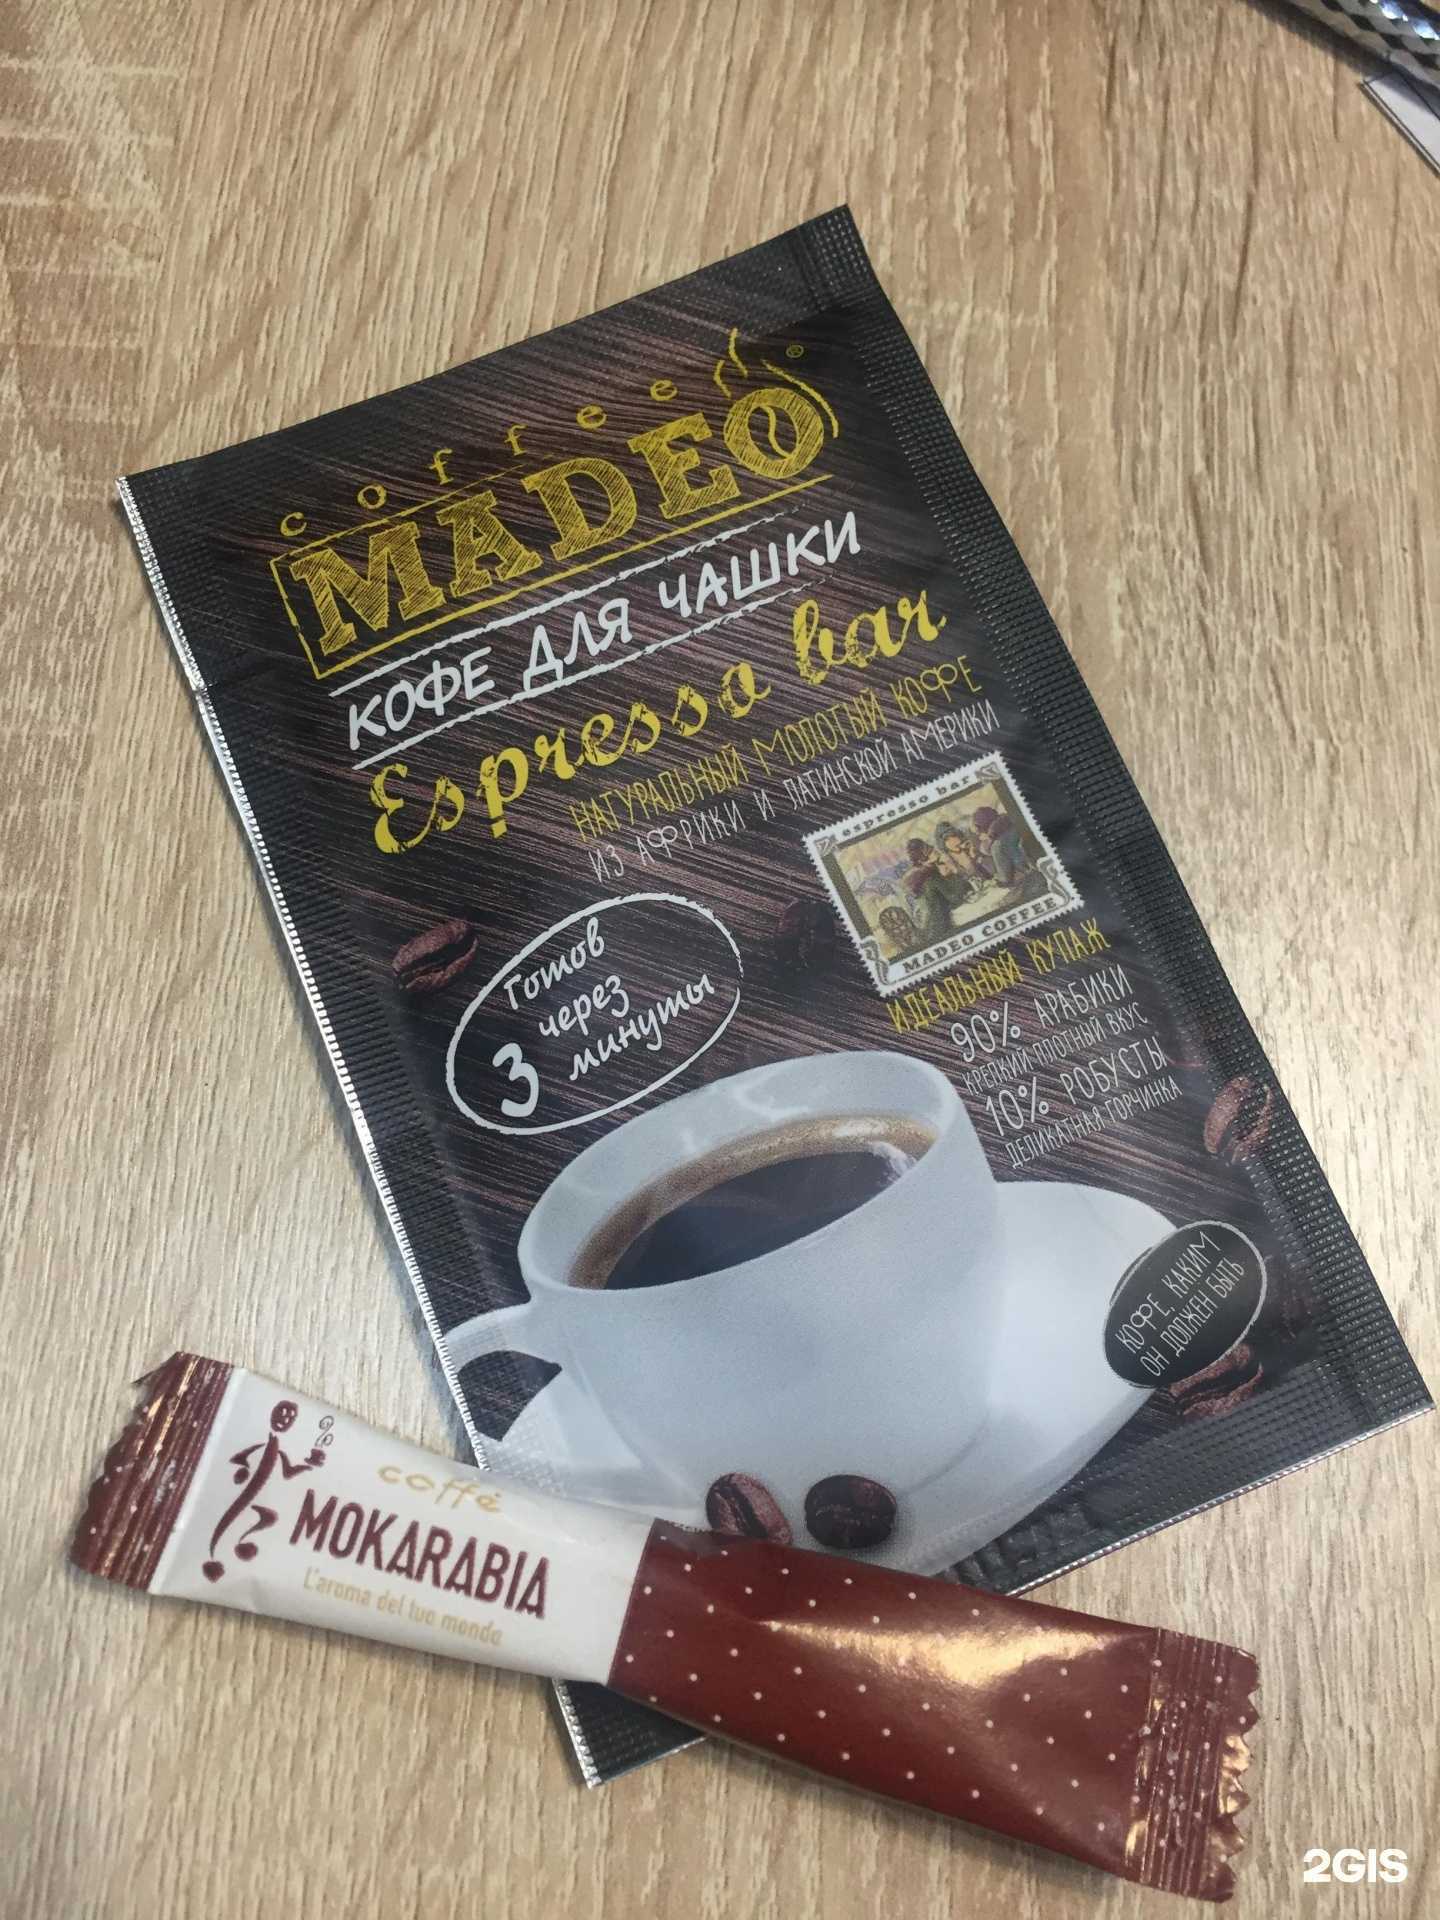 coffee
MADEO®
КОФЕ ДЛЯ ЧАШКИ
Espresso bar
НАТУРАЛЬНЫЙ МОЛОТЫЙ КОФЕ
ИЗ АФРИКИ И ЛАТИНСКОЙ АМЕРИКИ
espresso bar
MADEO COFFEE
Готов
через
3 минуты
ИДЕАЛЬНЫЙ КУПАЖ
90% АРАБИКИ
КРЕПКИЙ ПЛОТНЫЙ ВКУС
10% РОБУСТЫ
ДЕЛИКАТНАЯ ГОРЧИНКА
КОФЕ, КАКИМ
ОН ДОЛЖЕН БЫТЬ
caffè
MOKARABIA
L'aroma del tuo mondo
2GIS